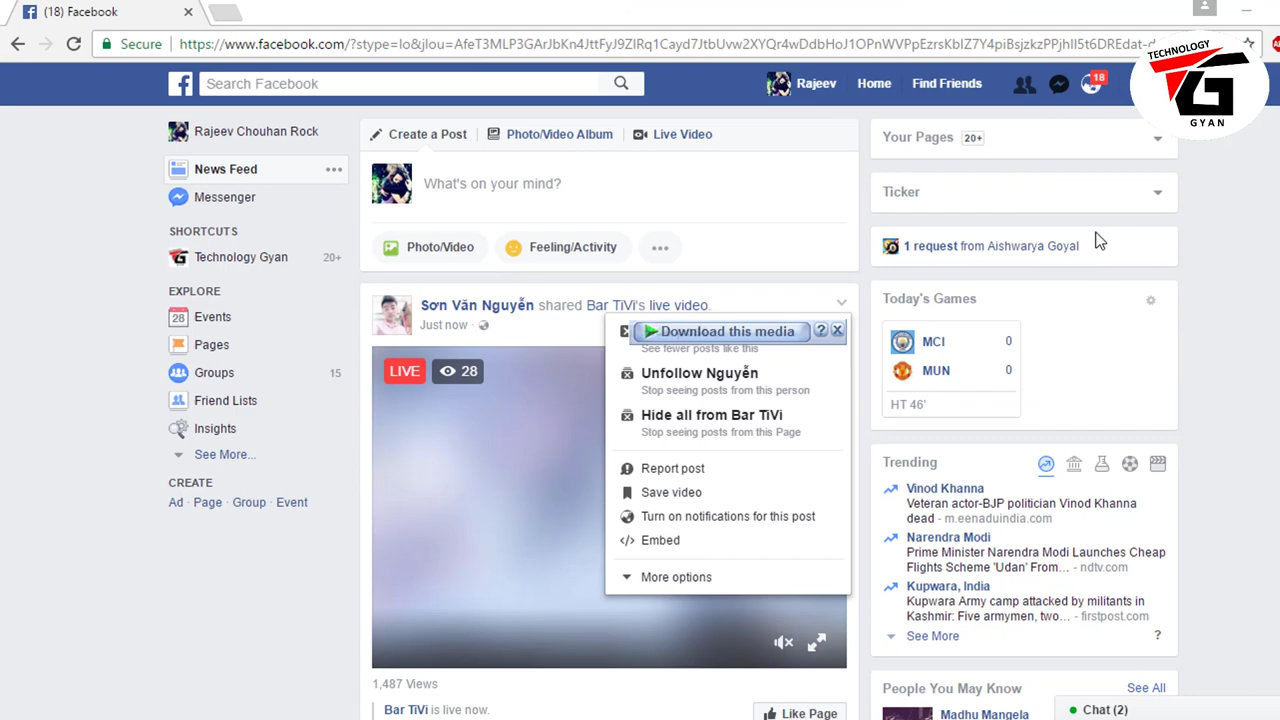 (18) Facebook
Secure https://www.facebook.com/?stype=lo&jlou=
TECHNOLOGY
GYAN
Search Facebook
Rajeev Home Find Friends 18
Rajeev Chouhan Rock
News Feed
Messenger
SHORTCUTS
Technology Gyan 20+
EXPLORE
28 Events
Pages
Groups 15
Friend Lists
Insights
See More...
CREATE
Ad · Page · Group · Event
Create a Post Photo/Video Album Live Video
What's on your mind?
Photo/Video Feeling/Activity
Sơn Văn Nguyễn shared Bar TiVi's live video.
Just now ·
LIVE 28
Download this media ?
See fewer posts like this
Unfollow Nguyễn
Stop seeing posts from this person
Hide all from Bar TiVi
Stop seeing posts from this Page
Report post
Save video
Turn on notifications for this post
Embed
More options
1,487 Views
Bar TiVi is live now.
Like Page
Your Pages 20+
Ticker
1 request from Aishwarya Goyal
Today's Games
MCI 0
MUN 0
HT 46'
Trending
Vinod Khanna
Veteran actor-BJP politician Vinod Khanna
dead - m.eenaduindia.com
Narendra Modi
Prime Minister Narendra Modi Launches Cheap
Flights Scheme 'Udan' From... - ndtv.com
Kupwara, India
Kupwara Army camp attacked by militants in
Kashmir: Five armymen, two... - firstpost.com
See More ?
People You May Know See All
Madhu Mangela
Chat (2)